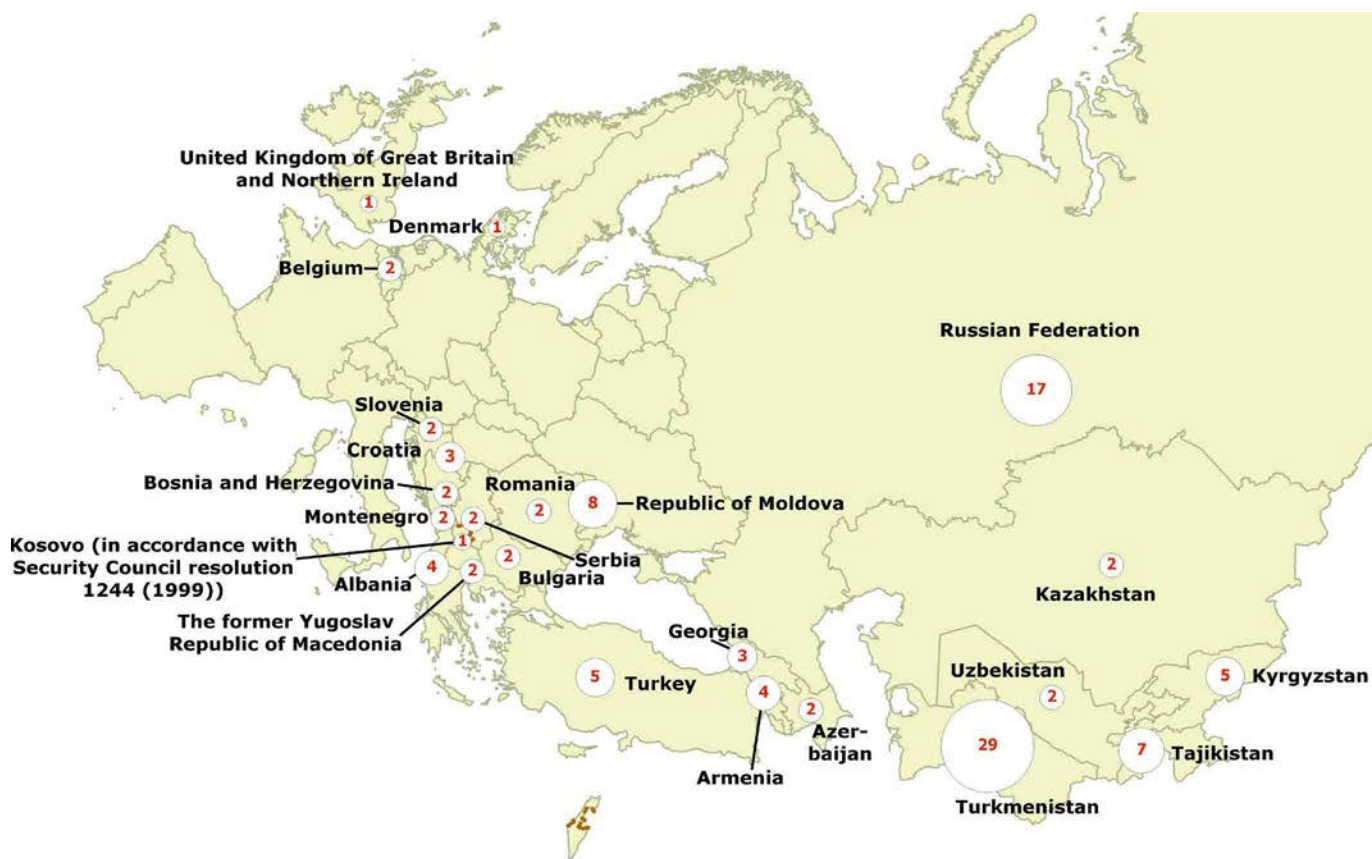 United Kingdom of Great Britain
and Northern Ireland
1
Denmark
1
Belgium
2
Russian Federation
17
Slovenia
2
Croatia
3
Bosnia and Herzegovina
2
Romania
2
8
Republic of Moldova
Montenegro
2
2
Serbia
Kosovo (in accordance with
Security Council resolution
1244 (1999))
1
Albania
4
2
Bulgaria
2
The former Yugoslav
Republic of Macedonia
2
Kazakhstan
Georgia
3
Turkey
5
4
Armenia
2
Azer-
baijan
Uzbekistan
2
5
Kyrgyzstan
29
Turkmenistan
7
Tajikistan